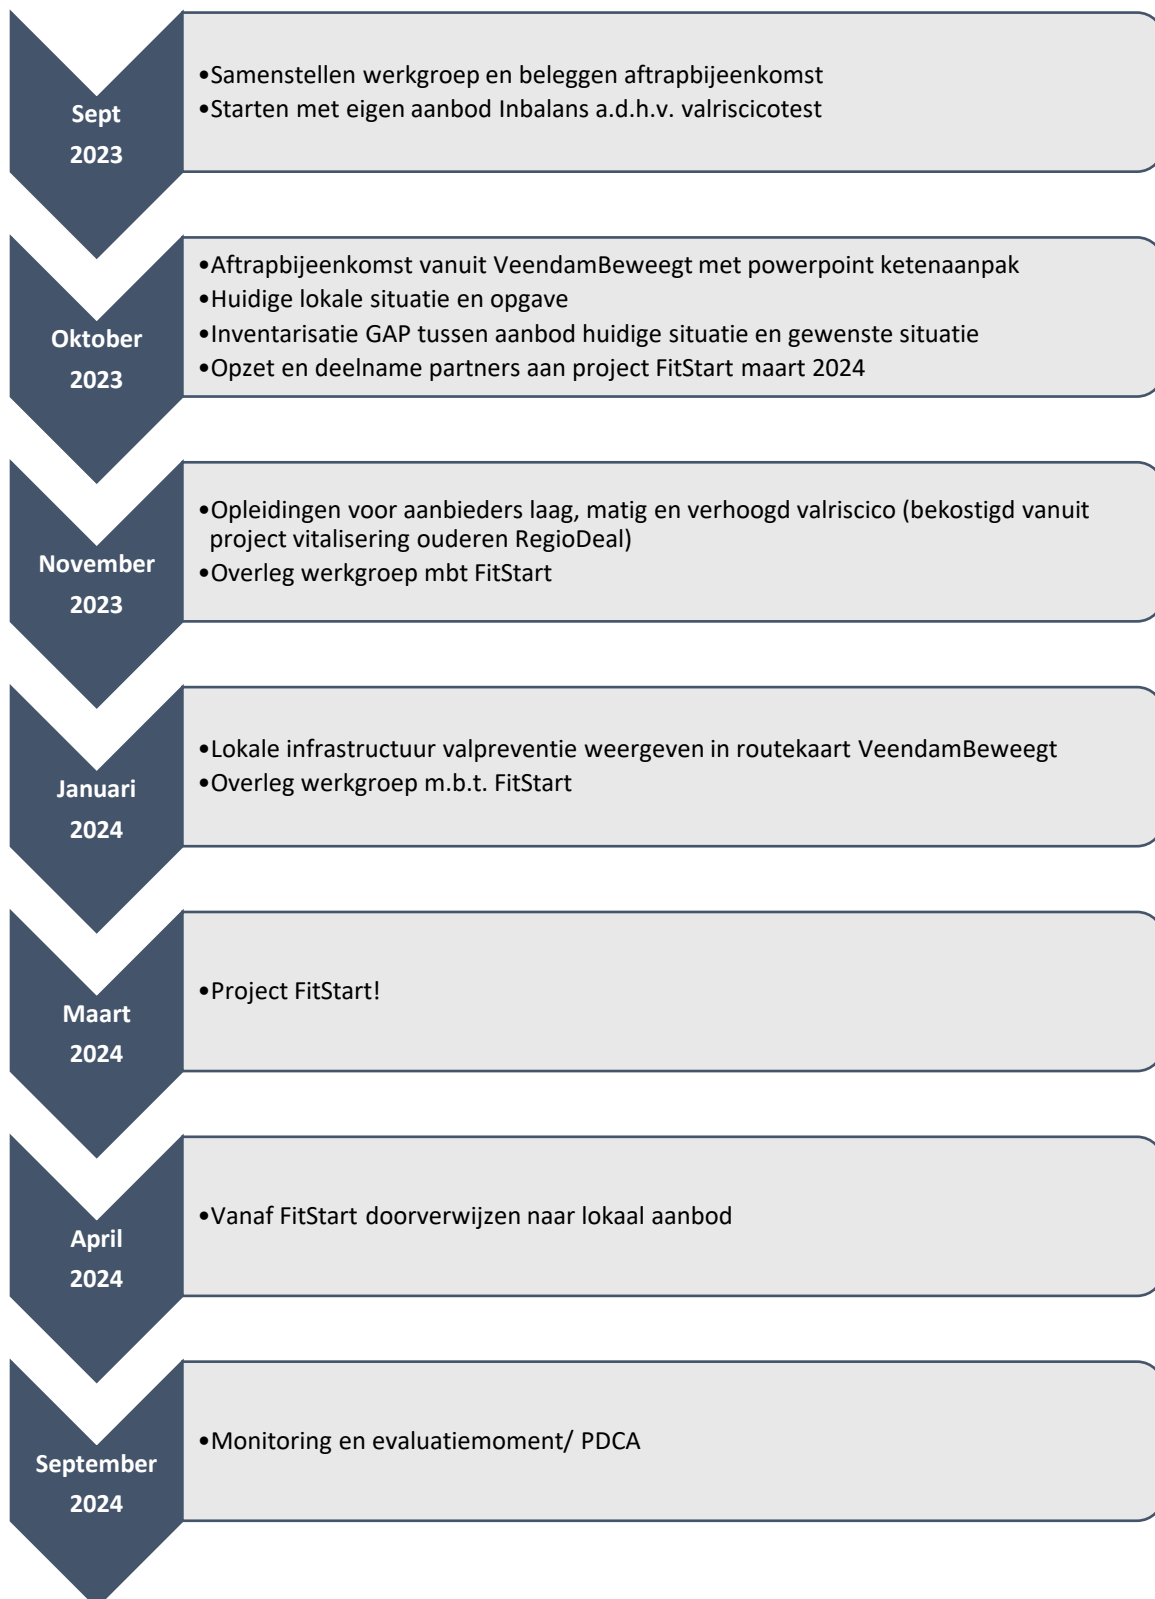 Sept
2023
•Samenstellen werkgroep en beleggen aftrapbijeenkomst
•Starten met eigen aanbod Inbalans a.d.h.v. valriscicotest
Oktober
2023
•Aftrapbijeenkomst vanuit VeendamBeweegt met powerpoint ketenaanpak
•Huidige lokale situatie en opgave
•Inventarisatie GAP tussen aanbod huidige situatie en gewenste situatie
•Opzet en deelname partners aan project FitStart maart 2024
November
2023
•Opleidingen voor aanbieders laag, matig en verhoogd valriscico (bekostigd vanuit
project vitalisering ouderen RegioDeal)
•Overleg werkgroep mbt FitStart
Januari
2024
•Lokale infrastructuur valpreventie weergeven in routekaart VeendamBeweegt
•Overleg werkgroep m.b.t. FitStart
Maart
2024
•Project FitStart!
April
2024
•Vanaf FitStart doorverwijzen naar lokaal aanbod
September
2024
•Monitoring en evaluatiemoment/ PDCA